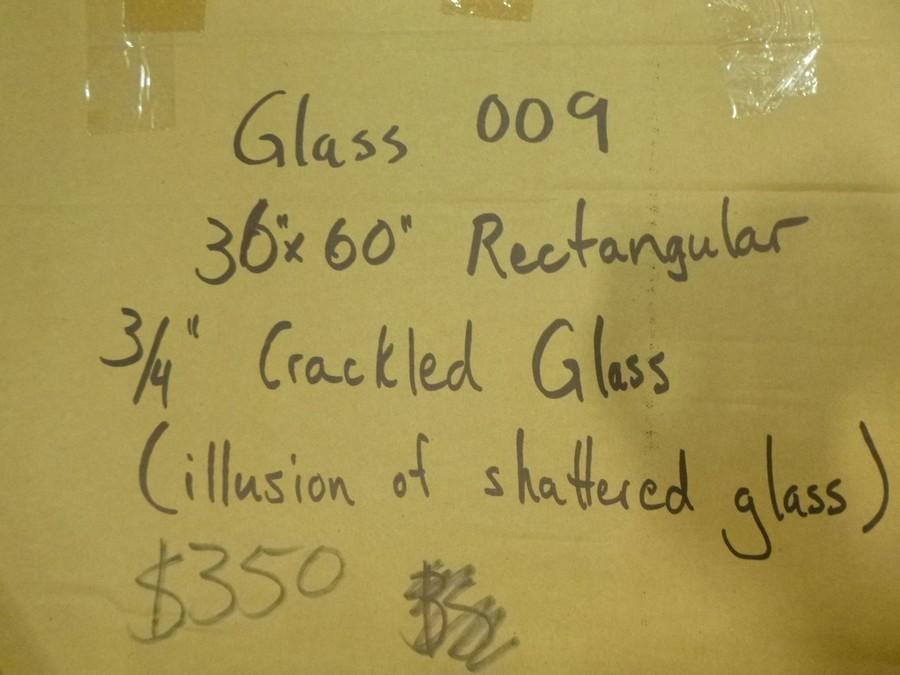 Glass 009
36"x 60" Rectangular
3/4" Crackled Glass
(illusion of shattered glass)
$350